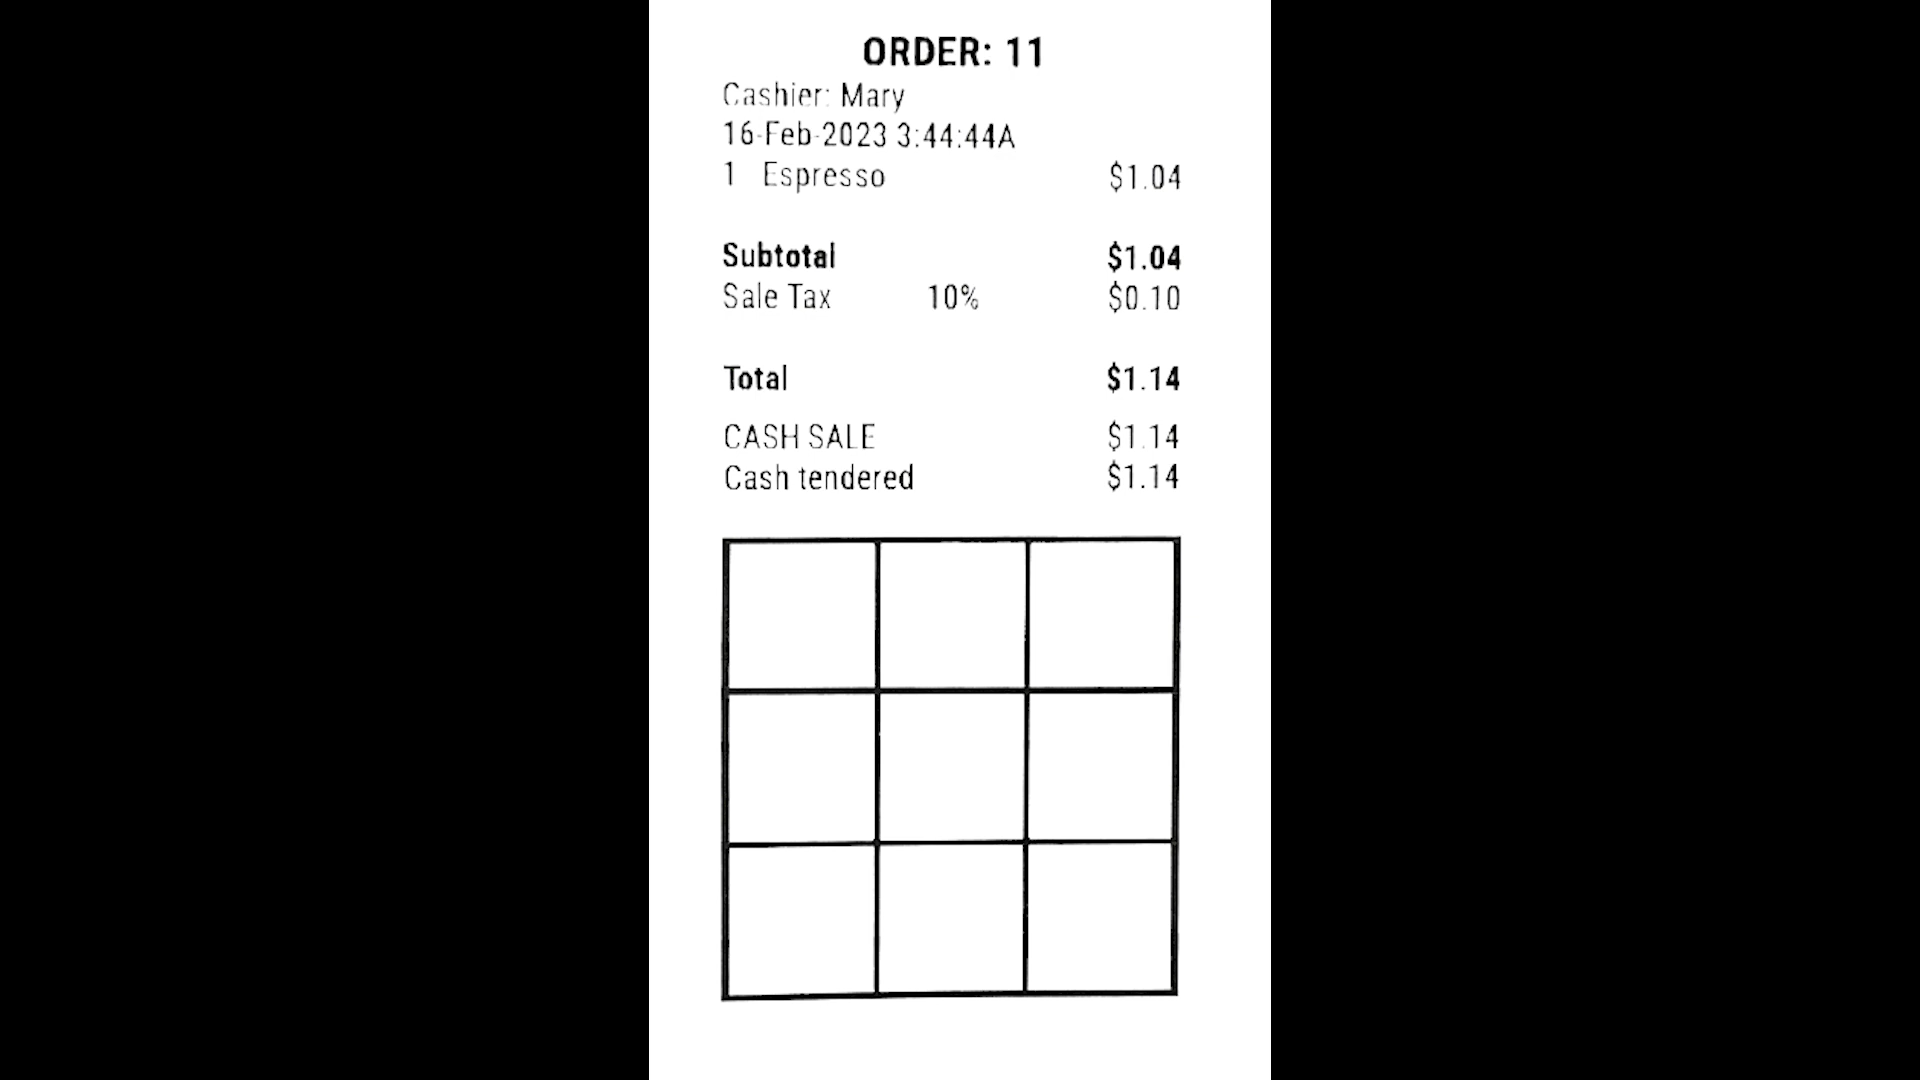 ORDER: 11
Cashier: Mary
16-Feb-2023 3:44:44A
1 Espresso $1.04
Subtotal $1.04
Sale Tax 10% $0.10
Total $1.14
CASH SALE $1.14
Cash tendered $1.14